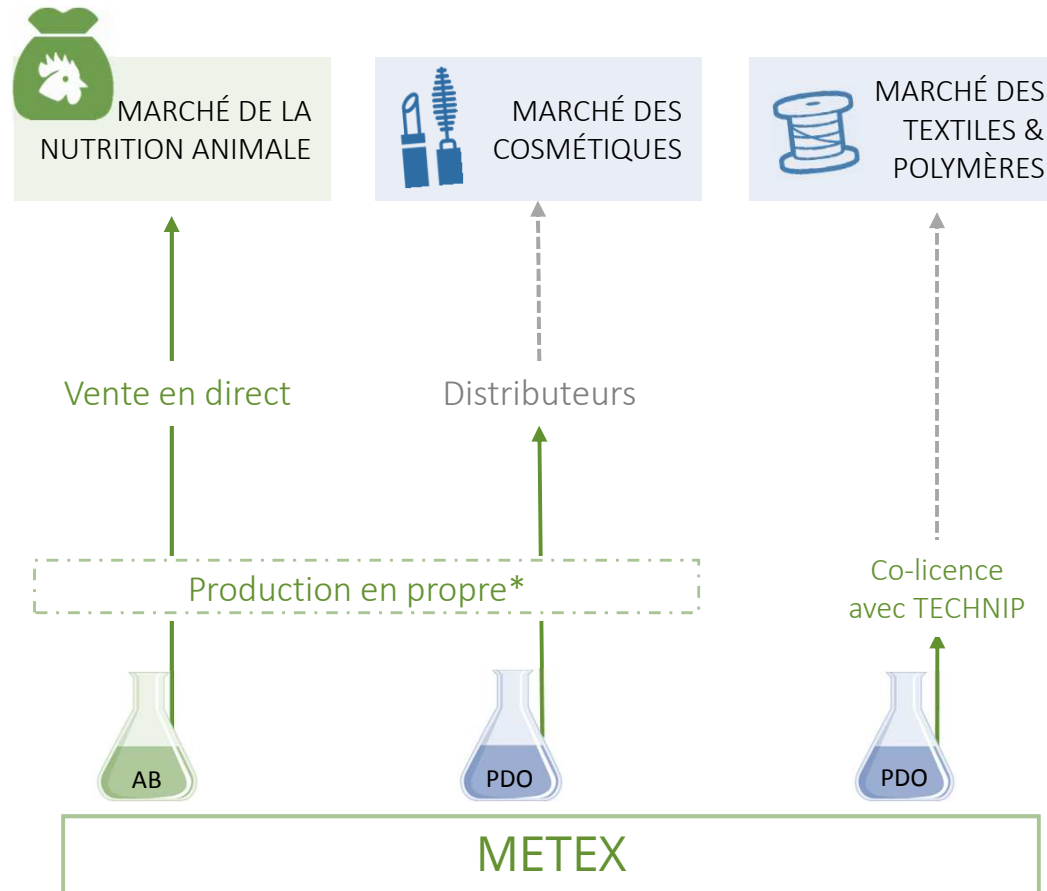 MARCHÉ DE LA
NUTRITION ANIMALE
MARCHÉ DES
COSMÉTIQUES
MARCHÉ DES
TEXTILES &
POLYMÈRES
Vente en direct
Distributeurs
Production en propre*
Co-licence
avec TECHNIP
AB
PDO
PDO
METEX